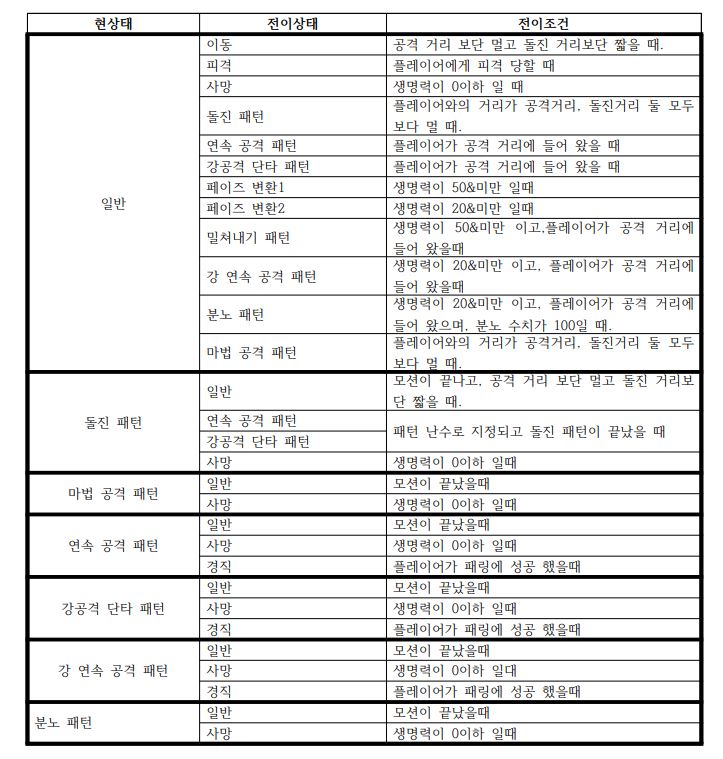 현상태 전이상태 전이조건
일반
이동 공격 거리 보단 멀고 돌진 거리보단 짧을 때.
피격 플레이어에게 피격 당할 때
사망 생명력이 0이하 일 때
돌진 패턴 플레이어와의 거리가 공격거리, 돌진거리 둘 모두
보다 멀 때.
연속 공격 패턴 플레이어가 공격 거리에 들어 왔을 때
강공격 단타 패턴 플레이어가 공격 거리에 들어 왔을 때
페이즈 변환1 생명력이 50&미만 일때
페이즈 변환2 생명력이 20&미만 일때
밀쳐내기 패턴 생명력이 50&미만 이고,플레이어가 공격 거리에
들어 왔을때
강 연속 공격 패턴 생명력이 20&미만 이고, 플레이어가 공격 거리에
들어 왔을때
분노 패턴 생명력이 20&미만 이고, 플레이어가 공격 거리에
들어 왔으며, 분노 수치가 100일 때.
마법 공격 패턴 플레이어와의 거리가 공격거리, 돌진거리 둘 모두
보다 멀 때.
돌진 패턴
일반 모션이 끝나고, 공격 거리 보단 멀고 돌진 거리보
단 짧을 때.
연속 공격 패턴
강공격 단타 패턴
패턴 난수로 지정되고 돌진 패턴이 끝났을 때
사망 생명력이 0이하 일때
마법 공격 패턴
일반 모션이 끝났을때
사망 생명력이 0이하 일때
연속 공격 패턴
일반 모션이 끝났을때
사망 생명력이 0이하 일때
경직 플레이어가 패링에 성공 했을때
강공격 단타 패턴
일반 모션이 끝났을때
사망 생명력이 0이하 일때
경직 플레이어가 패링에 성공 했을때
강 연속 공격 패턴
일반 모션이 끝났을때
사망 생명력이 0이하 일대
경직 플레이어가 패링에 성공 했을때
분노 패턴
일반 모션이 끝났을때
사망 생명력이 0이하 일때